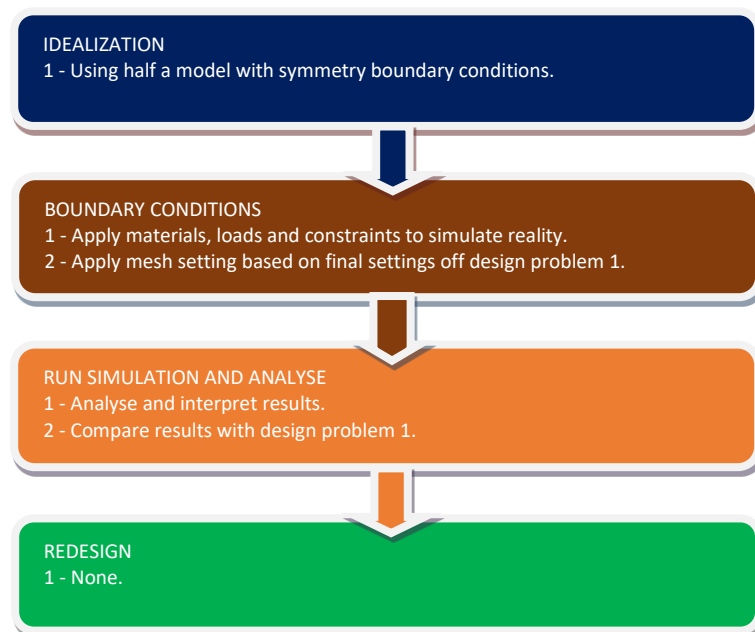 IDEALIZATION
1 - Using half a model with symmetry boundary conditions.
BOUNDARY CONDITIONS
1 - Apply materials, loads and constraints to simulate reality.
2 - Apply mesh setting based on final settings off design problem 1.
RUN SIMULATION AND ANALYSE
1 - Analyse and interpret results.
2 - Compare results with design problem 1.
REDESIGN
1 - None.